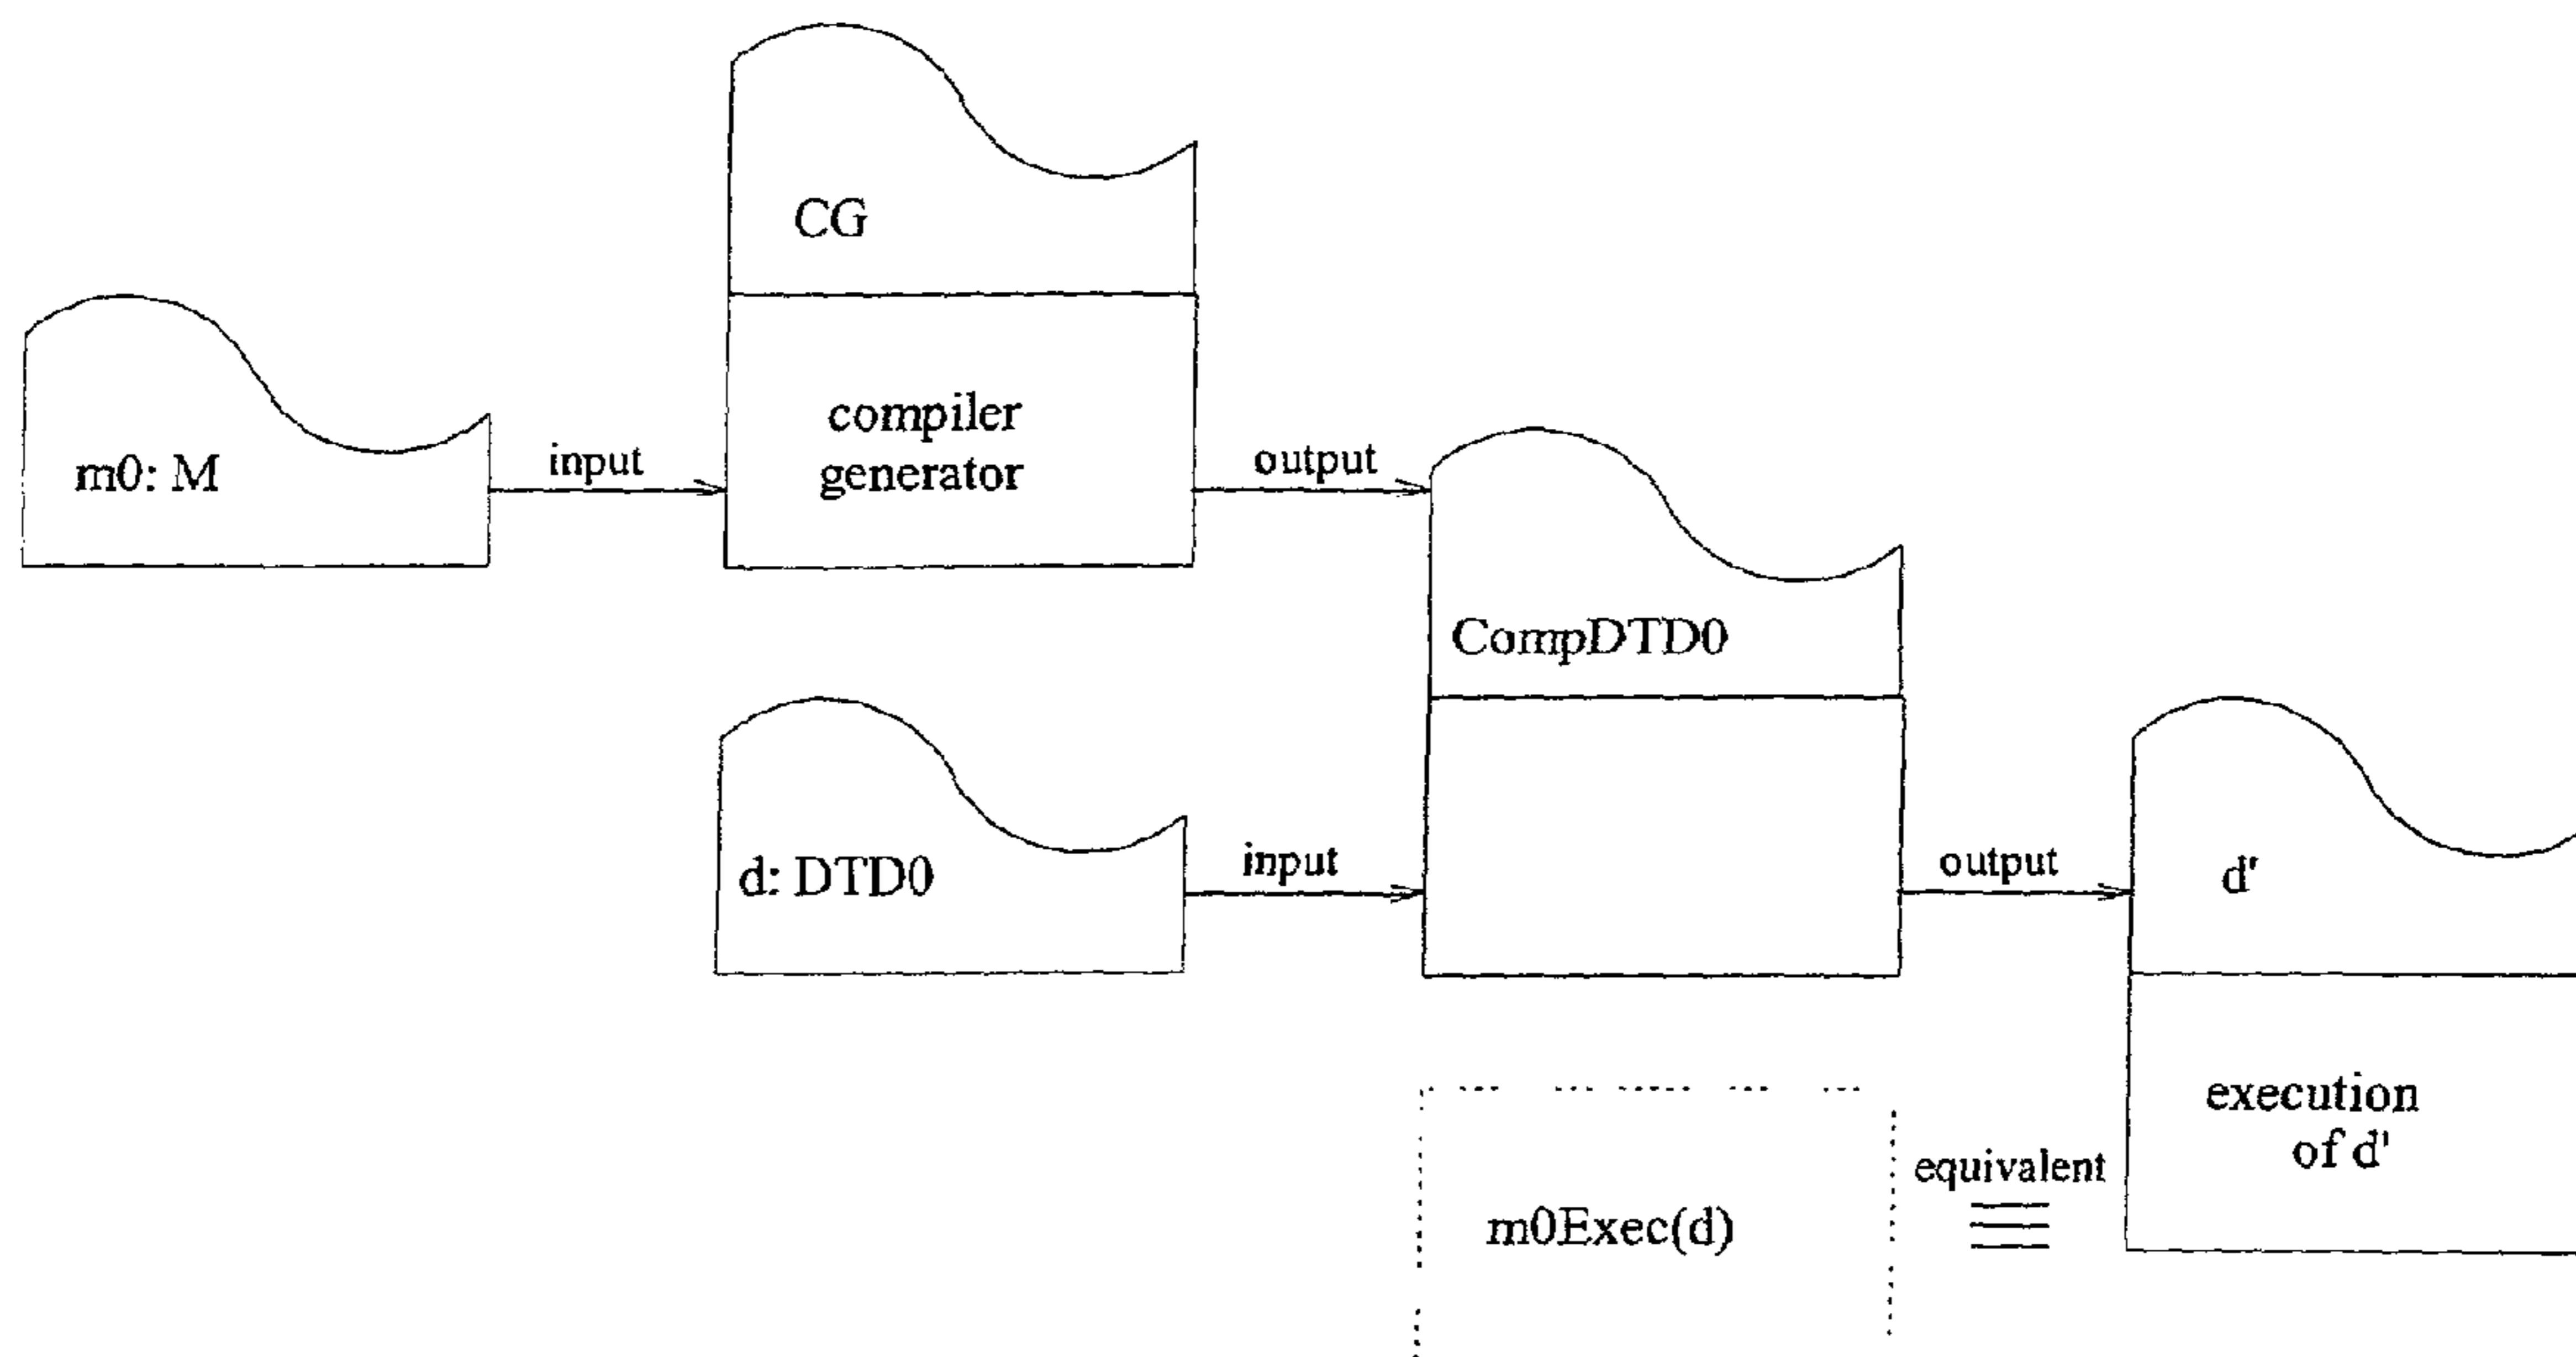 CG
compiler
generator
m0: M
input
output
CompDTD0
d: DTD0
input
output
d'
execution
of d'
equivalent
m0Exec(d)